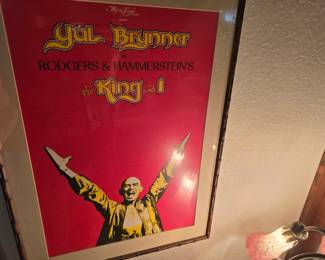 Yul Brynner
RODGERS & HAMMERSTEIN'S
The King and I